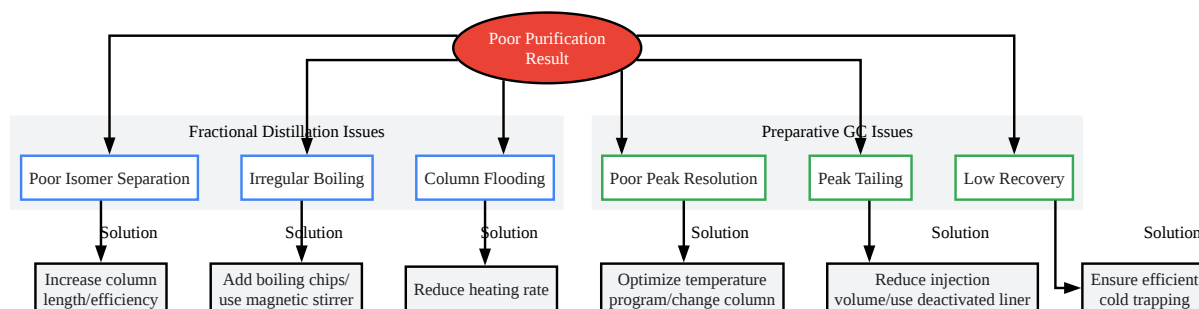 Poor Purification
Result
Fractional Distillation Issues
Preparative GC Issues
Poor Isomer Separation
Irregular Boiling
Column Flooding
Poor Peak Resolution
Peak Tailing
Low Recovery
Solution
Solution
Solution
Solution
Solution
Solution
Increase column
length/efficiency
Add boiling chips/
use magnetic stirrer
Reduce heating rate
Optimize temperature
program/change column
Reduce injection
volume/use deactivated liner
Ensure efficient
cold trapping